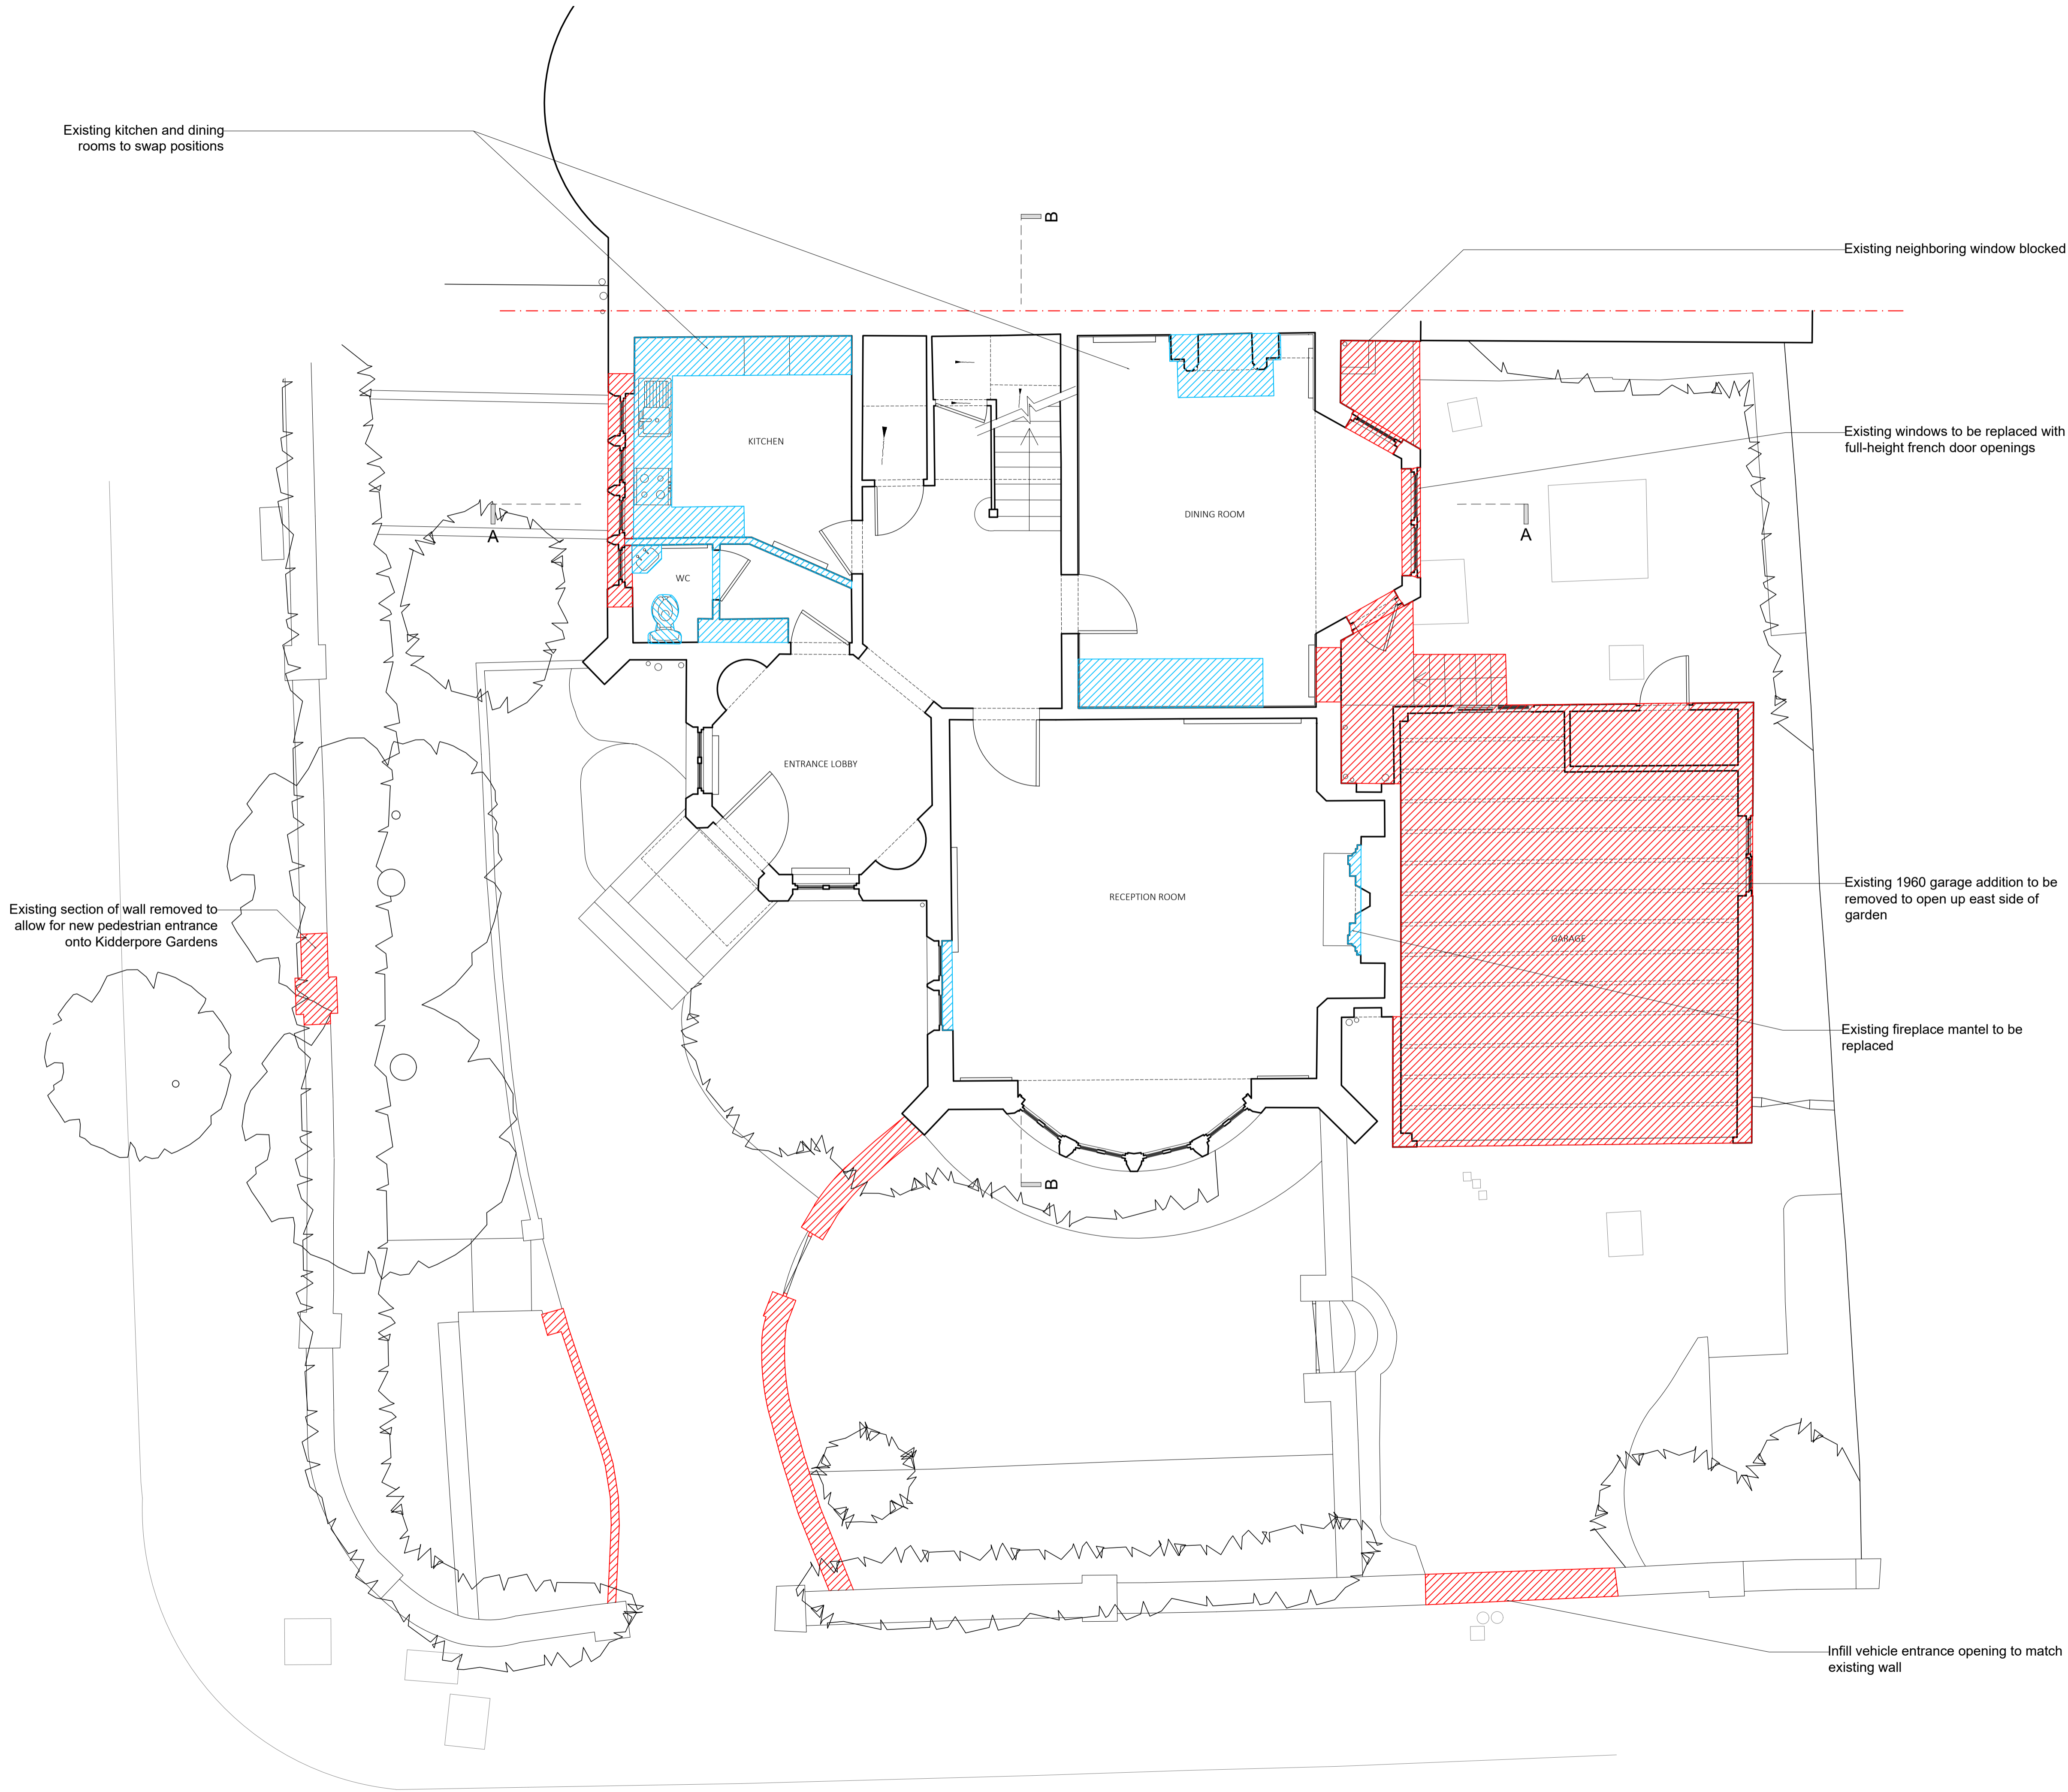 Existing kitchen and dining
rooms to swap positions
B
Existing neighboring window blocked
Existing windows to be replaced with
full-height french door openings
KITCHEN
DINING ROOM
A
A
WC
ENTRANCE LOBBY
RECEPTION ROOM
Existing 1960 garage addition to be
removed to open up east side of
garden
GARAGE
Existing section of wall removed to
allow for new pedestrian entrance
onto Kidderpore Gardens
Existing fireplace mantel to be
replaced
B
Infill vehicle entrance opening to match
existing wall